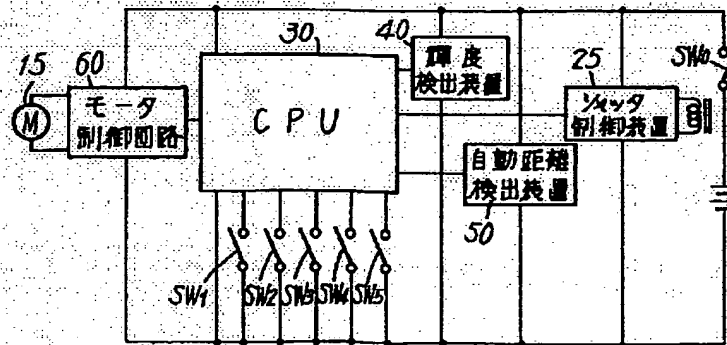 30
40
輝度
検出装置
SW0
15
60
25
M
モータ
制御回路
CPU
シャッタ
制御装置
自動距離
検出装置
50
SW1
SW2
SW3
SW4
SW5